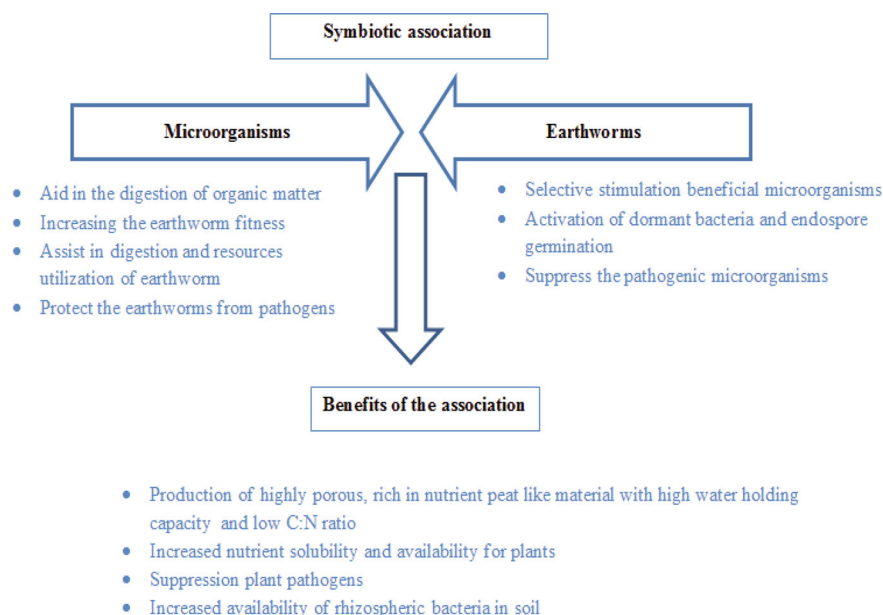 Symbiotic association
Microorganisms
Earthworms
• Aid in the digestion of organic matter
• Increasing the earthworm fitness
• Assist in digestion and resources
utilization of earthworm
• Protect the earthworms from pathogens
• Selective stimulation beneficial microorganisms
• Activation of dormant bacteria and endospore
germination
• Suppress the pathogenic microorganisms
Benefits of the association
• Production of highly porous, rich in nutrient peat like material with high water holding
capacity and low C:N ratio
• Increased nutrient solubility and availability for plants
• Suppression plant pathogens
• Increased availability of rhizospheric bacteria in soil